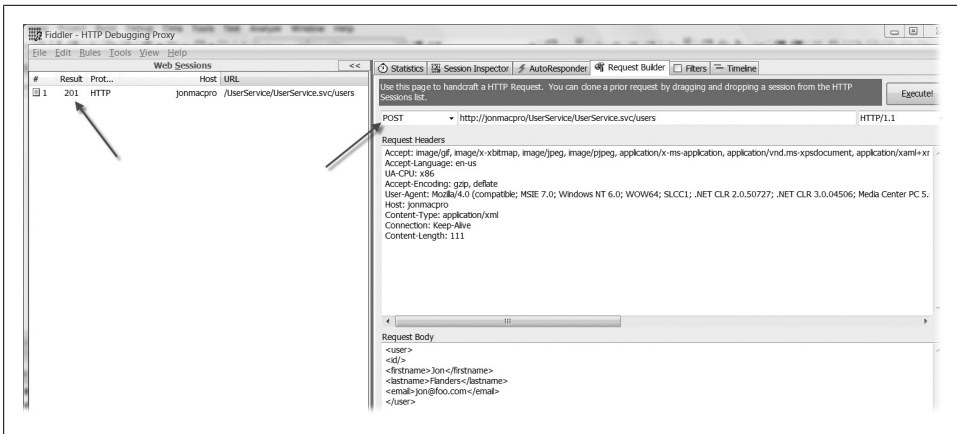 Fiddler - HTTP Debugging Proxy
File Edit Rules Tools View Help
Web Sessions <<
# Result Prot... Host URL
1 201 HTTP jonmacpro /UserService/UserService.svc/users
Statistics Session Inspector AutoResponder Request Builder Filters Timeline
Use this page to handcraft a HTTP Request. You can clone a prior request by dragging and dropping a session from the HTTP
Sessions list.
Execute!
POST http://jonmacpro/UserService/UserService.svc/users HTTP/1.1
Request Headers
Accept: image/gif, image/x-xbitmap, image/jpeg, image/pjpeg, application/x-ms-application, application/vnd.ms-xpsdocument, application/xaml+xr
Accept-Language: en-us
UA-CPU: x86
Accept-Encoding: gzip, deflate
User-Agent: Mozilla/4.0 (compatible; MSIE 7.0; Windows NT 6.0; WOW64; SLCC1; .NET CLR 2.0.50727; .NET CLR 3.0.04506; Media Center PC 5.
Host: jonmacpro
Content-Type: application/xml
Connection: Keep-Alive
Content-Length: 111
Request Body
<user>
<id/>
<firstname>Jon</firstname>
<lastname>Flanders</lastname>
<email>jon@foo.com</email>
</user>